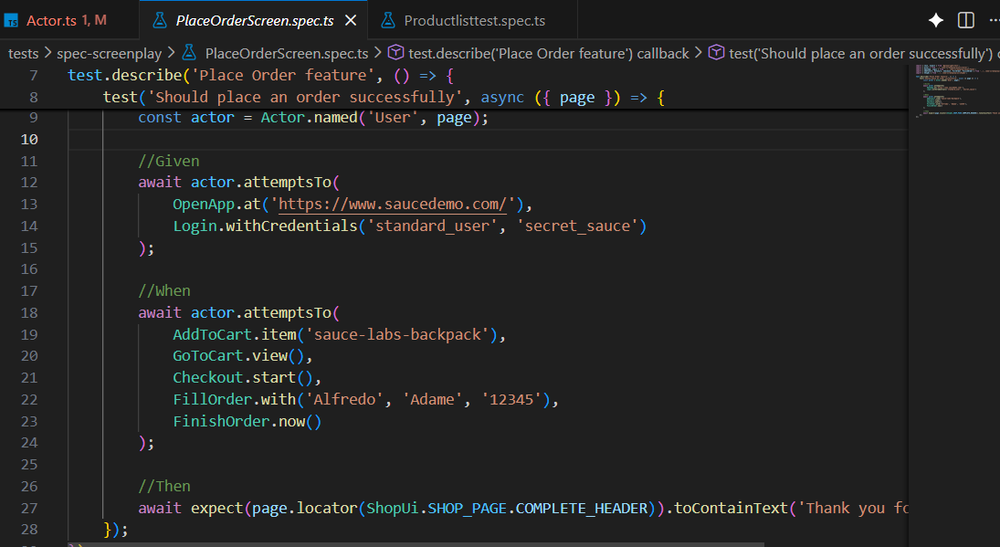 Actor.ts 1, M
PlaceOrderScreen.spec.ts
Productlisttest.spec.ts
tests > spec-screenplay > PlaceOrderScreen.spec.ts > test.describe('Place Order feature') callback > test('Should place an order successfully') c
7 test.describe('Place Order feature', () => {
8 test('Should place an order successfully', async ({ page }) => {
9 const actor = Actor.named('User', page);
10
11 //Given
12 await actor.attemptsTo(
13 OpenApp.at('https://www.saucedemo.com/'),
14 Login.withCredentials('standard_user', 'secret_sauce')
15 );
16
17 //When
18 await actor.attemptsTo(
19 AddToCart.item('sauce-labs-backpack'),
20 GoToCart.view(),
21 Checkout.start(),
22 FillOrder.with('Alfredo', 'Adame', '12345'),
23 FinishOrder.now()
24 );
25
26 //Then
27 await expect(page.locator(ShopUi.SHOP_PAGE.COMPLETE_HEADER)).toContainText('Thank you fo
28 });